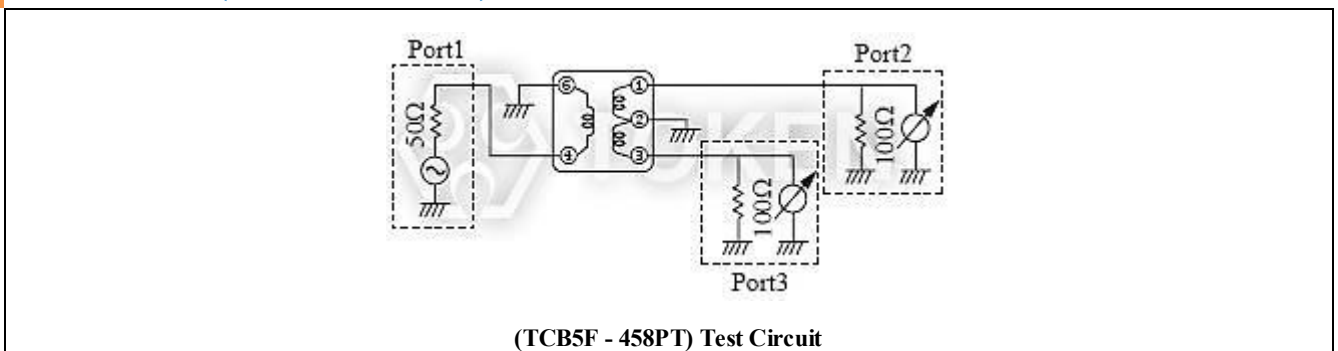 Port1
Port2
50Ω
6
1
2
4
3
100Ω
100Ω
Port3
(TCB5F - 458PT) Test Circuit